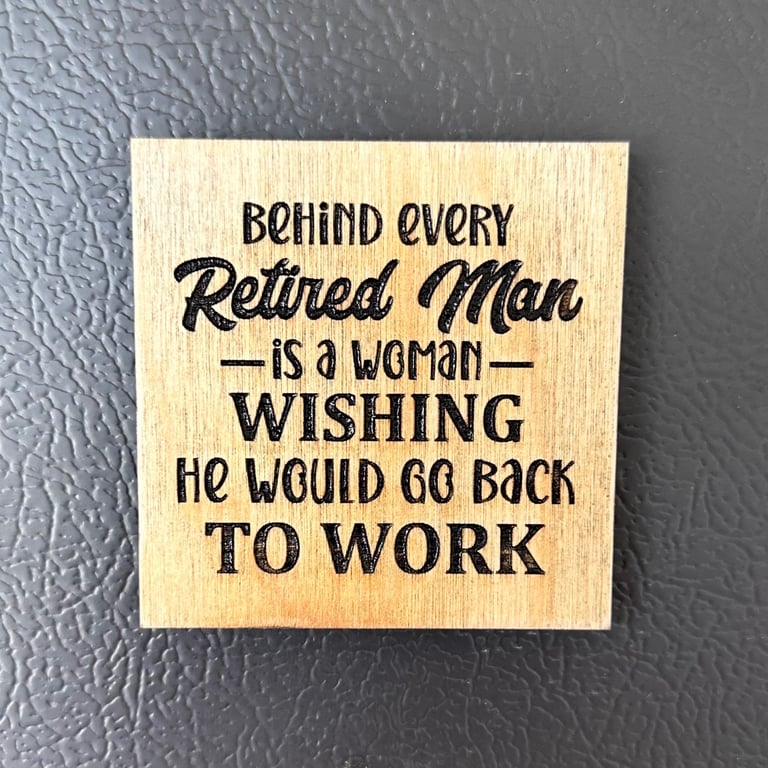 BEHIND EVERY
Retired Man
IS A WOMAN
WISHING
HE WOULD GO BACK
TO WORK